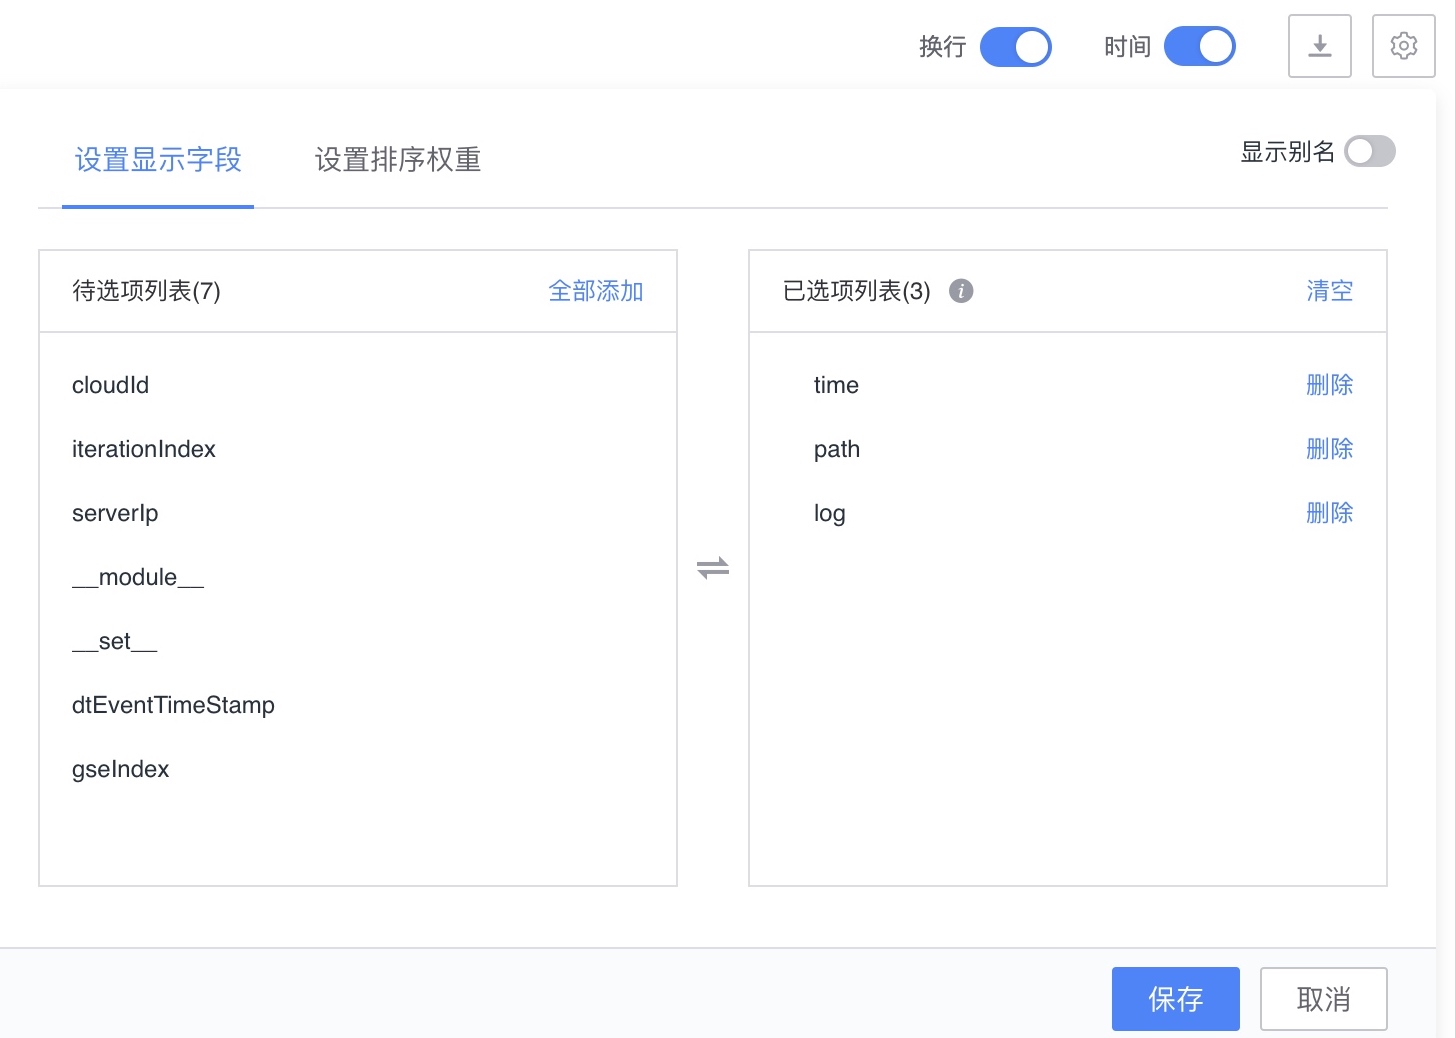 换行 时间
设置显示字段 设置排序权重 显示别名
待选项列表(7) 全部添加
cloudId
iterationIndex
serverIp
__module__
__set__
dtEventTimeStamp
gseIndex
已选项列表(3) i 清空
time 删除
path 删除
log 删除
保存 取消